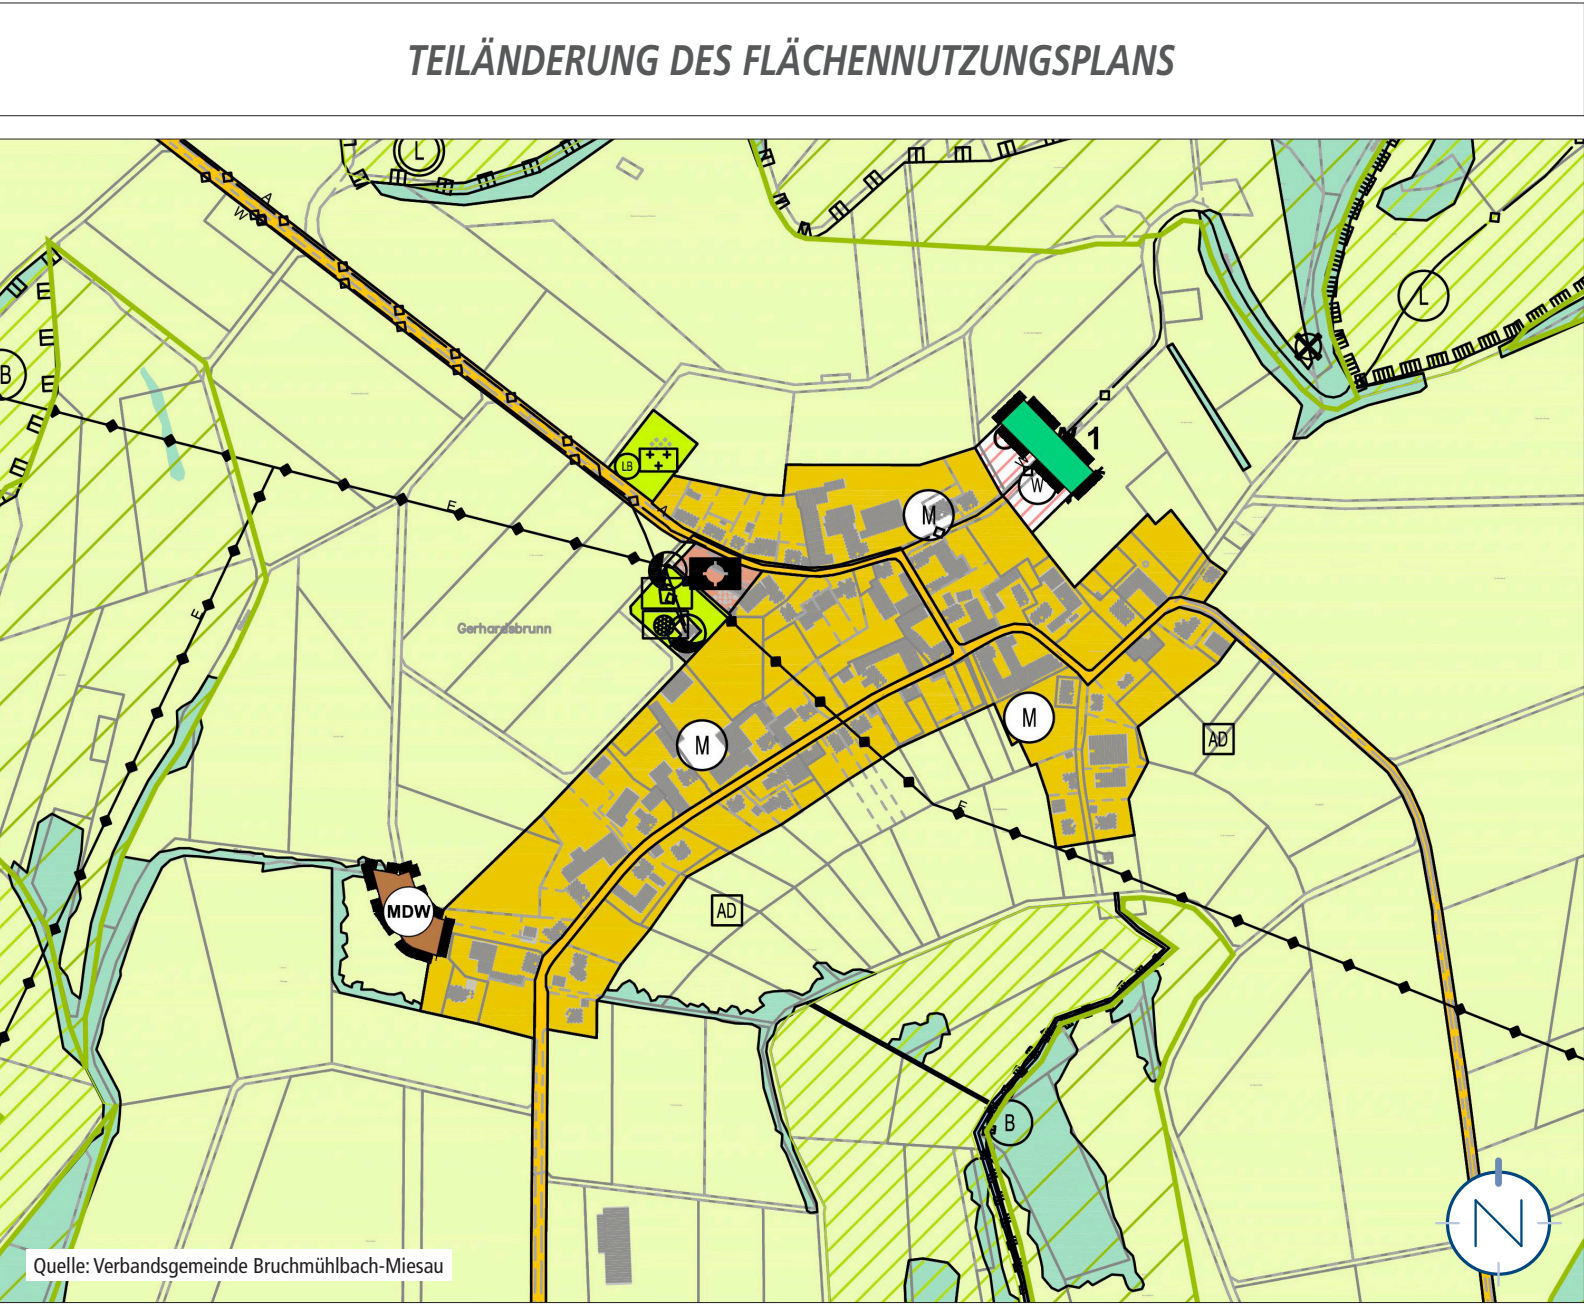 TEILÄNDERUNG DES FLÄCHENNUTZUNGSPLANS
L
A
W
L
B
1
LB
W
E
A
M
E
Gerhardsbrunn
M
M
AD
E
MDW
AD
B
N
Quelle: Verbandsgemeinde Bruchmühlbach-Miesau